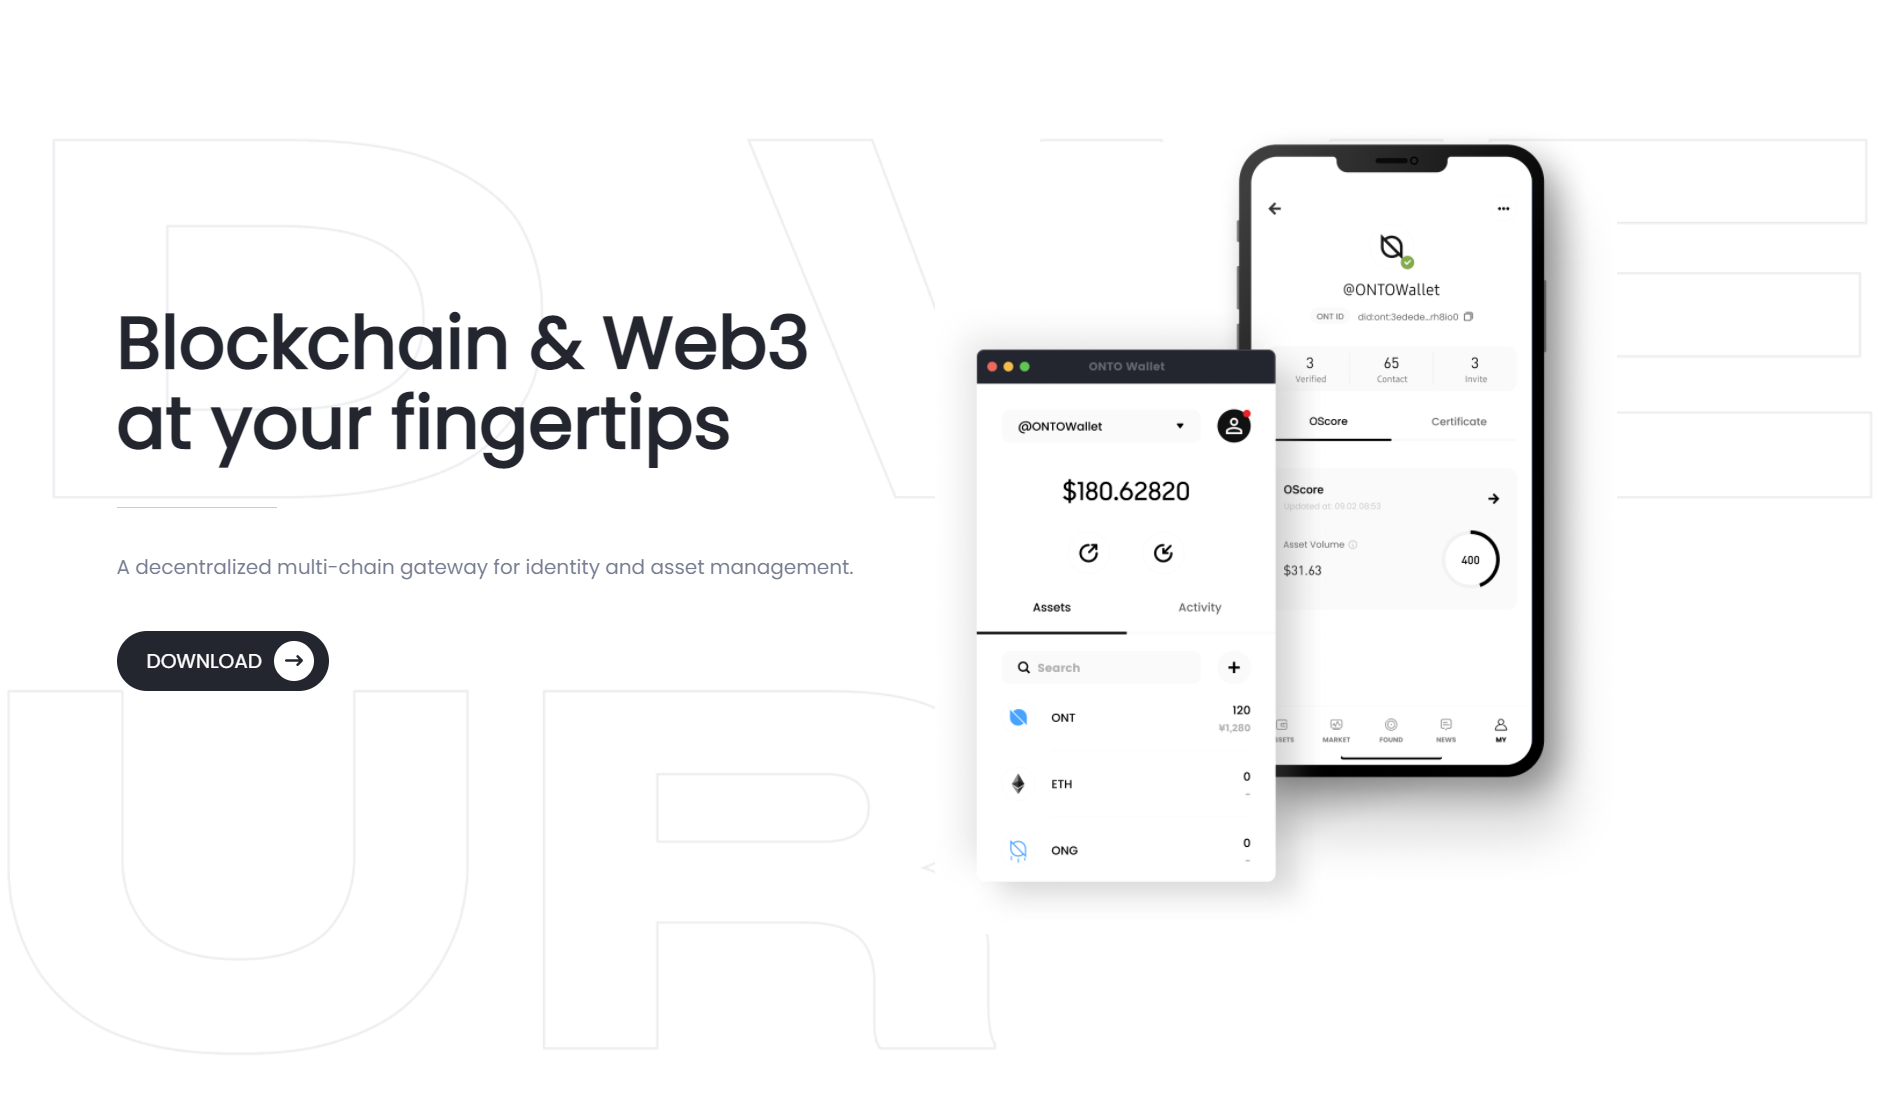 Blockchain & Web3
at your fingertips
A decentralized multi-chain gateway for identity and asset management.
DOWNLOAD
ONTO Wallet
@ONTOWallet
$180.62820
Assets
Activity
Search
ONT
120
¥1,280
ETH
0
-
ONG
0
-
@ONTOWallet
ONT ID did:ont:3edede...rh8io0
3
65
3
Verified
Contact
Invite
OScore
Certificate
OScore
updated at: 09.02 08:53
Asset Volume
$31.63
400
MARKET
FOUND
NEWS
MY
U R